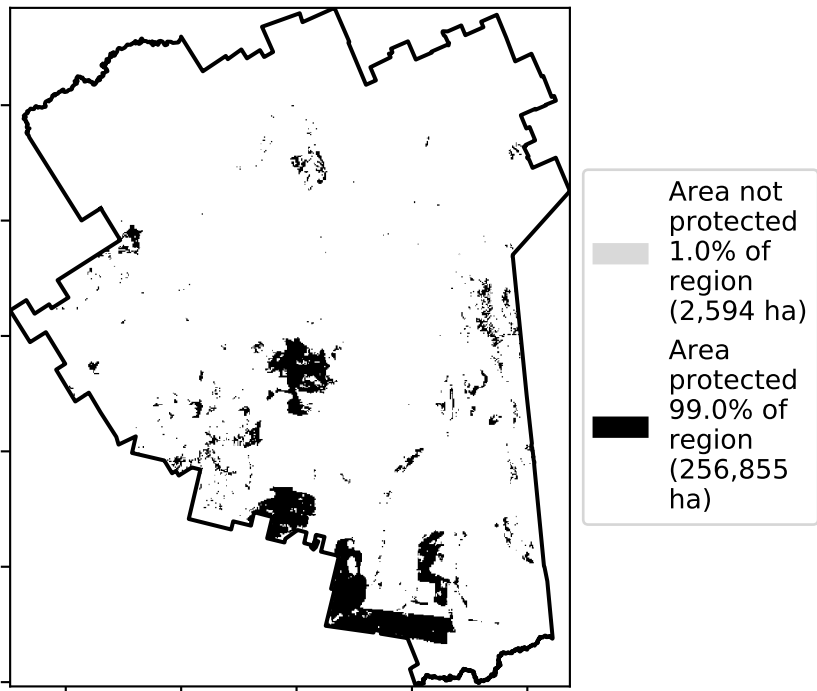 Area not
protected
1.0% of
region
(2,594 ha)
Area
protected
99.0% of
region
(256,855
ha)